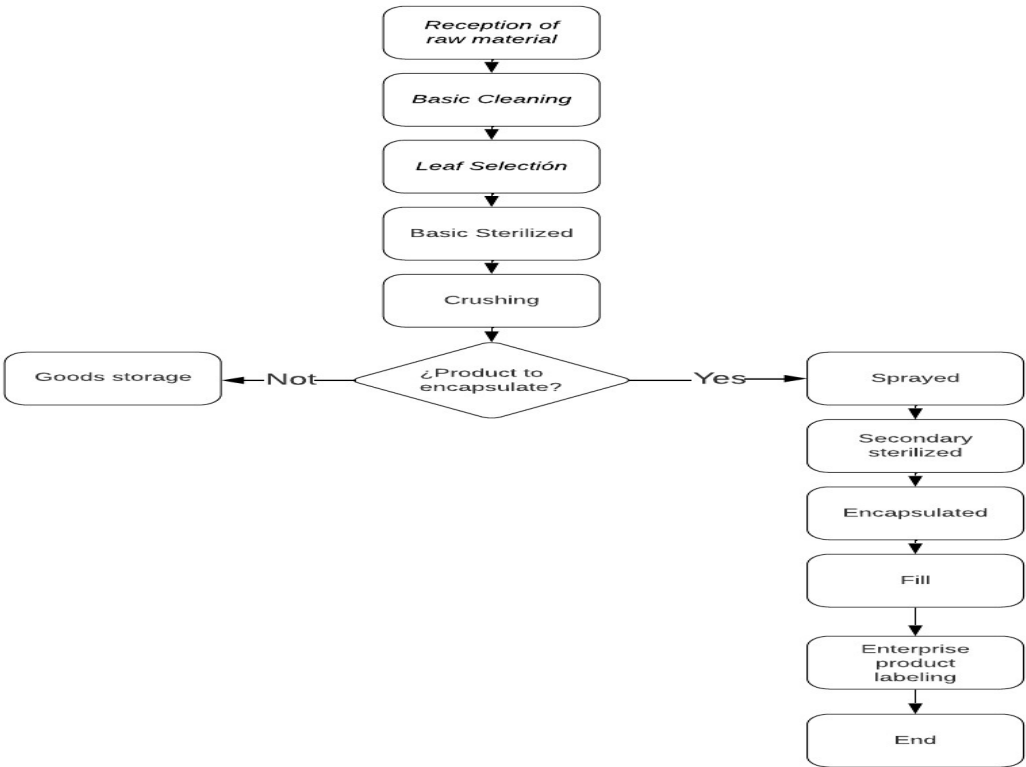 Reception of
raw material
Basic Cleaning
Leaf Selectión
Basic Sterilized
Crushing
¿Product to
encapsulate?
Not
Goods storage
Yes
Sprayed
Secondary
sterilized
Encapsulated
Fill
Enterprise
product
labeling
End